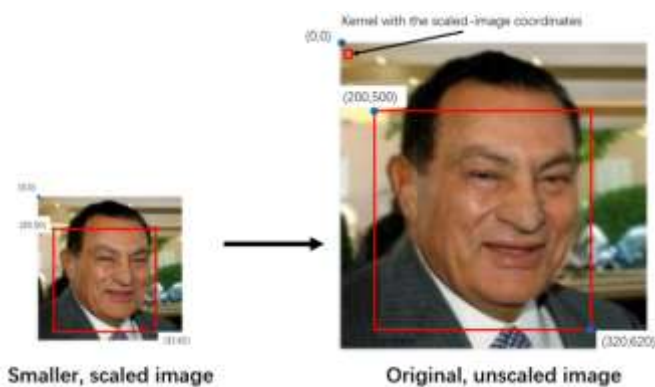 Kernel with the scaled-image coordinates
(0,0)
(200,500)
(320,620)
Smaller, scaled image
Original, unscaled image